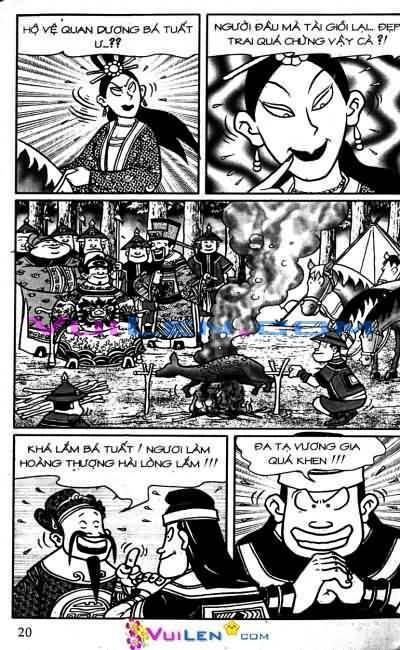 HỘ VỆ QUAN DƯƠNG BÁ TUẤT
Ư...??
NGƯỜI ĐÂU MÀ TÀI GIỎI LẠI... ĐẸP
TRAI QUÁ CHỪNG VẬY CÀ ?!
VUILEN.COM
KHÁ LẮM BÁ TUẤT ! NGƯƠI LÀM
HOÀNG THƯỢNG HÀI LÒNG LẮM !!!
ĐA TẠ VƯƠNG GIA
QUÁ KHEN !!!
20
VUILEN COM